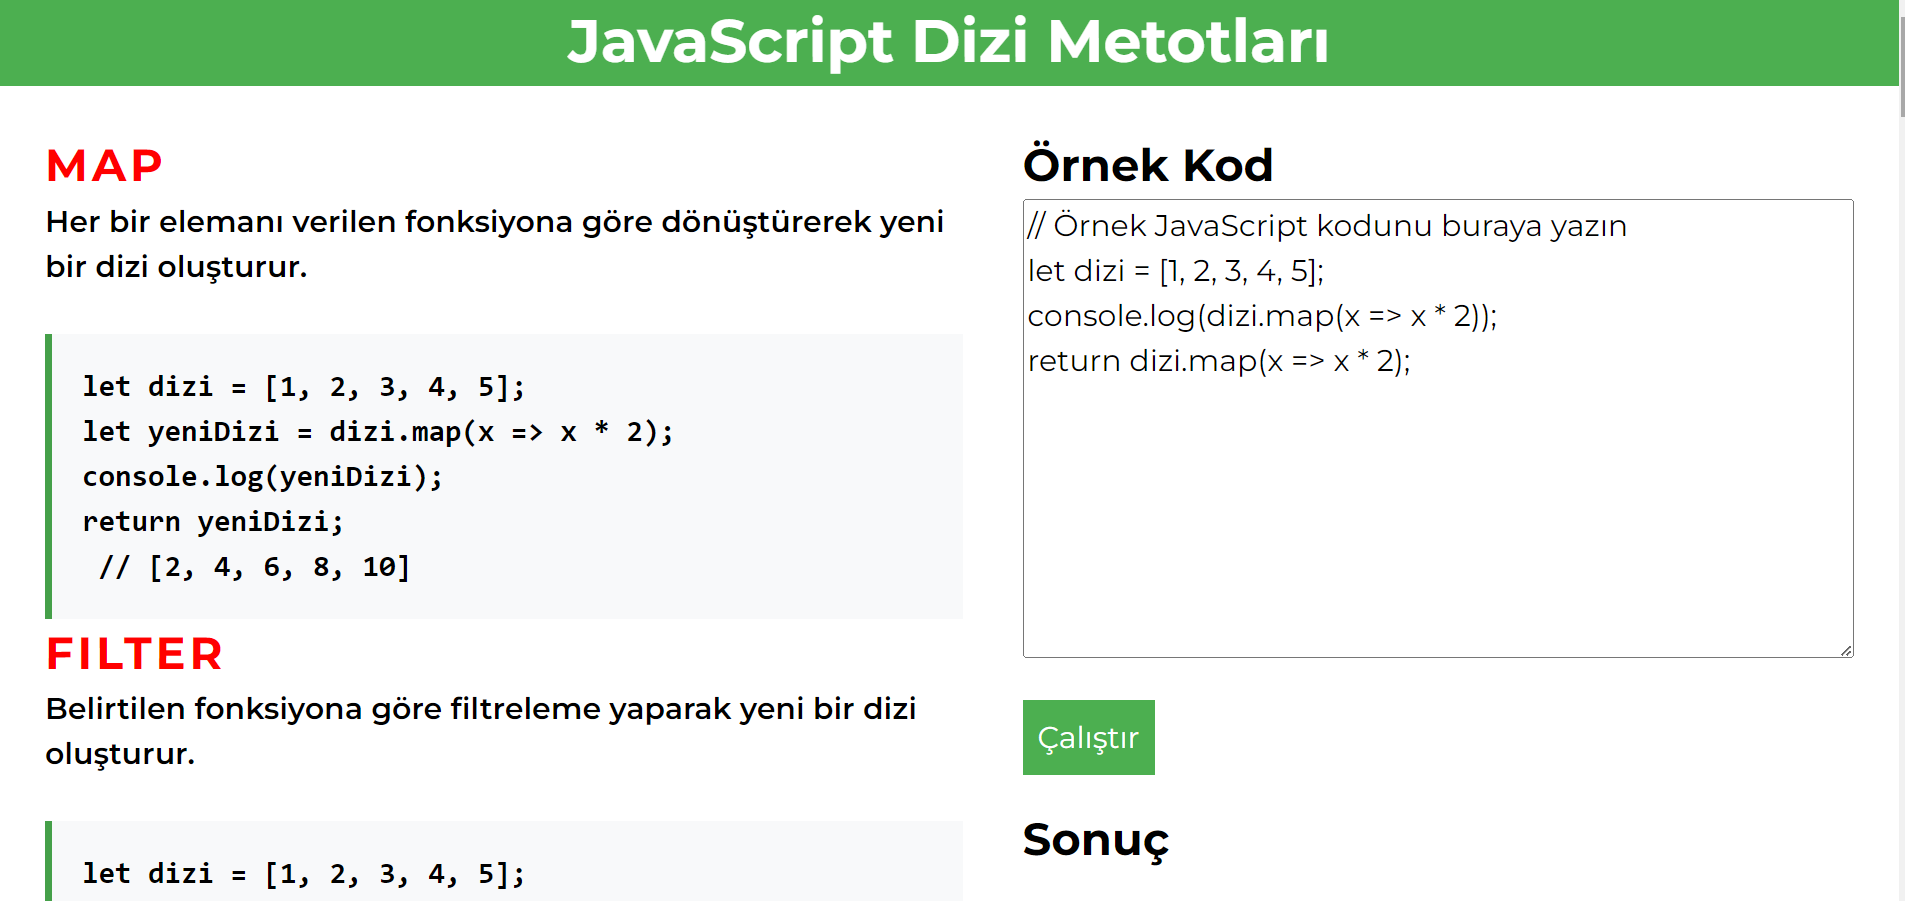 JavaScript Dizi Metotları
MAP
Her bir elemanı verilen fonksiyona göre dönüştürerek yeni
bir dizi oluşturur.
let dizi = [1, 2, 3, 4, 5];
let yeniDizi = dizi.map(x => x * 2);
console.log(yeniDizi);
return yeniDizi;
// [2, 4, 6, 8, 10]
FILTER
Belirtilen fonksiyona göre filtreleme yaparak yeni bir dizi
oluşturur.
let dizi = [1, 2, 3, 4, 5];
Örnek Kod
// Örnek JavaScript kodunu buraya yazın
let dizi = [1, 2, 3, 4, 5];
console.log(dizi.map(x => x * 2));
return dizi.map(x => x * 2);
Çalıştır
Sonuç